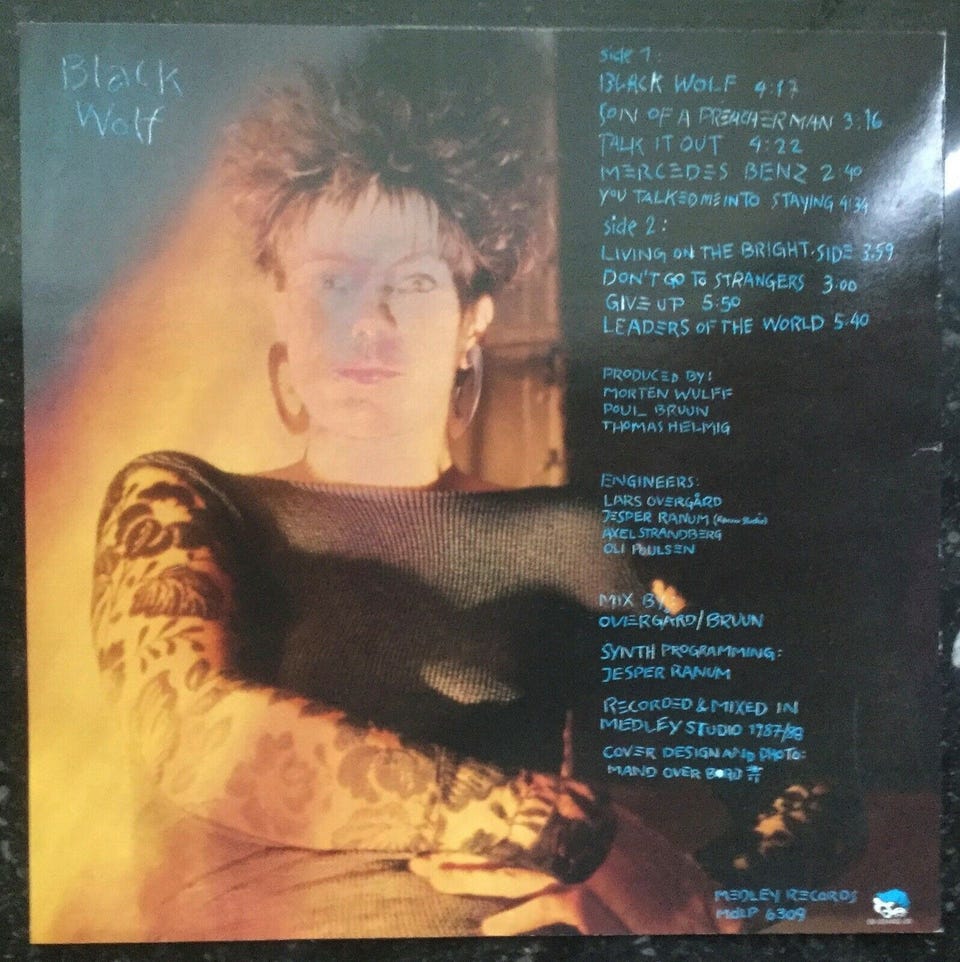 Black
Wolf
side 1:
BLACK WOLF 4:17
SON OF A PREACHERMAN 3:16
TALK IT OUT 4:22
MERCEDES BENZ 2:40
YOU TALKED ME INTO STAYING 4:34
side 2:
LIVING ON THE BRIGHT SIDE 3:59
DON'T GO TO STRANGERS 3:00
GIVE UP 5:50
LEADERS OF THE WORLD 5:40
PRODUCED BY:
MORTEN WULFF
POUL BRUUN
THOMAS HELMIG
ENGINEERS:
LARS OVERGÅRD
JESPER RANUM
AXEL STRANDBERG
OLI POULSEN
MIX BY:
OVERGÅRD/BRUUN
SYNTH PROGRAMMING:
JESPER RANUM
RECORDED & MIXED IN
MEDLEY STUDIO 1987/88
COVER DESIGN AND PHOTO:
MAND OVER BORD
MEDLEY RECORDS
MdLP 6309